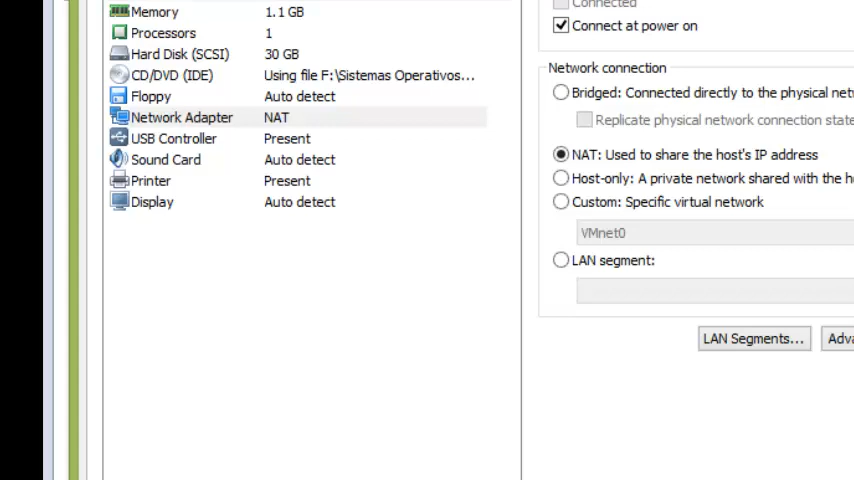 Memory 1.1 GB
Processors 1
Hard Disk (SCSI) 30 GB
CD/DVD (IDE) Using file F:\Sistemas Operativos...
Floppy Auto detect
Network Adapter NAT
USB Controller Present
Sound Card Auto detect
Printer Present
Display Auto detect
Connected
Connect at power on
Network connection
Bridged: Connected directly to the physical netw
Replicate physical network connection state
NAT: Used to share the host's IP address
Host-only: A private network shared with the h
Custom: Specific virtual network
VMnet0
LAN segment:
LAN Segments...
Adva